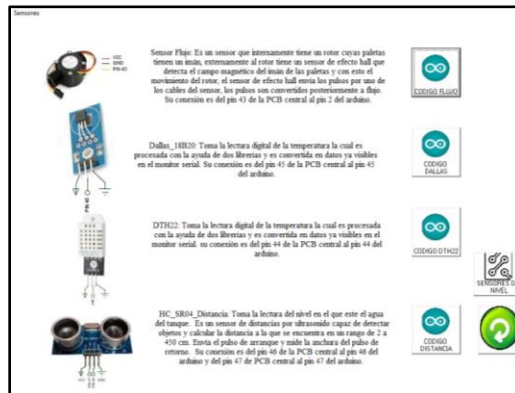 Sensores
VCC
GND
PIN 43
Sensor Flujo: Es un sensor que internamente tiene un rotor cuyas paletas
tienen un imán, externamente al rotor tiene un sensor de efecto hall que
detecta el campo magnético del imán de las paletas y con esto el
movimiento del rotor, el sensor de efecto hall envía los pulsos por uno de
los cables del sensor, los pulsos son convertidos posteriormente a flujo.
Su conexión es del pin 43 de la PCB central al pin 2 del arduino.
CODIGO FLUJO
PIN 45
Dallas_18B20: Toma la lectura digital de la temperatura la cual es
procesada con la ayuda de dos librerías y es convertida en datos ya visibles
en el monitor serial. Su conexión es del pin 45 de la PCB central al pin 45
del arduino.
CODIGO
DALLAS
DTH22: Toma la lectura digital de la temperatura la cual es procesada
con la ayuda de dos librerías y es convertida en datos ya visibles en el
monitor serial. su conexión es del pin 44 de la PCB central al pin 44 del
arduino.
CODIGO DTH22
SENSORES DE
NIVEL
HC_SR04_Distancia: Toma la lectura del nivel en el que este el agua
del tanque. Es un sensor de distancias por ultrasonido capaz de detectar
objetos y calcular la distancia a la que se encuentra en un rango de 2 a
450 cm. Envía el pulso de arranque y mide la anchura del pulso de
retorno. Su conexión es del pin 46 de la PCB central al pin 46 del
arduino y del pin 47 de PCB central al pin 47 del arduino.
CODIGO
DISTANCIA